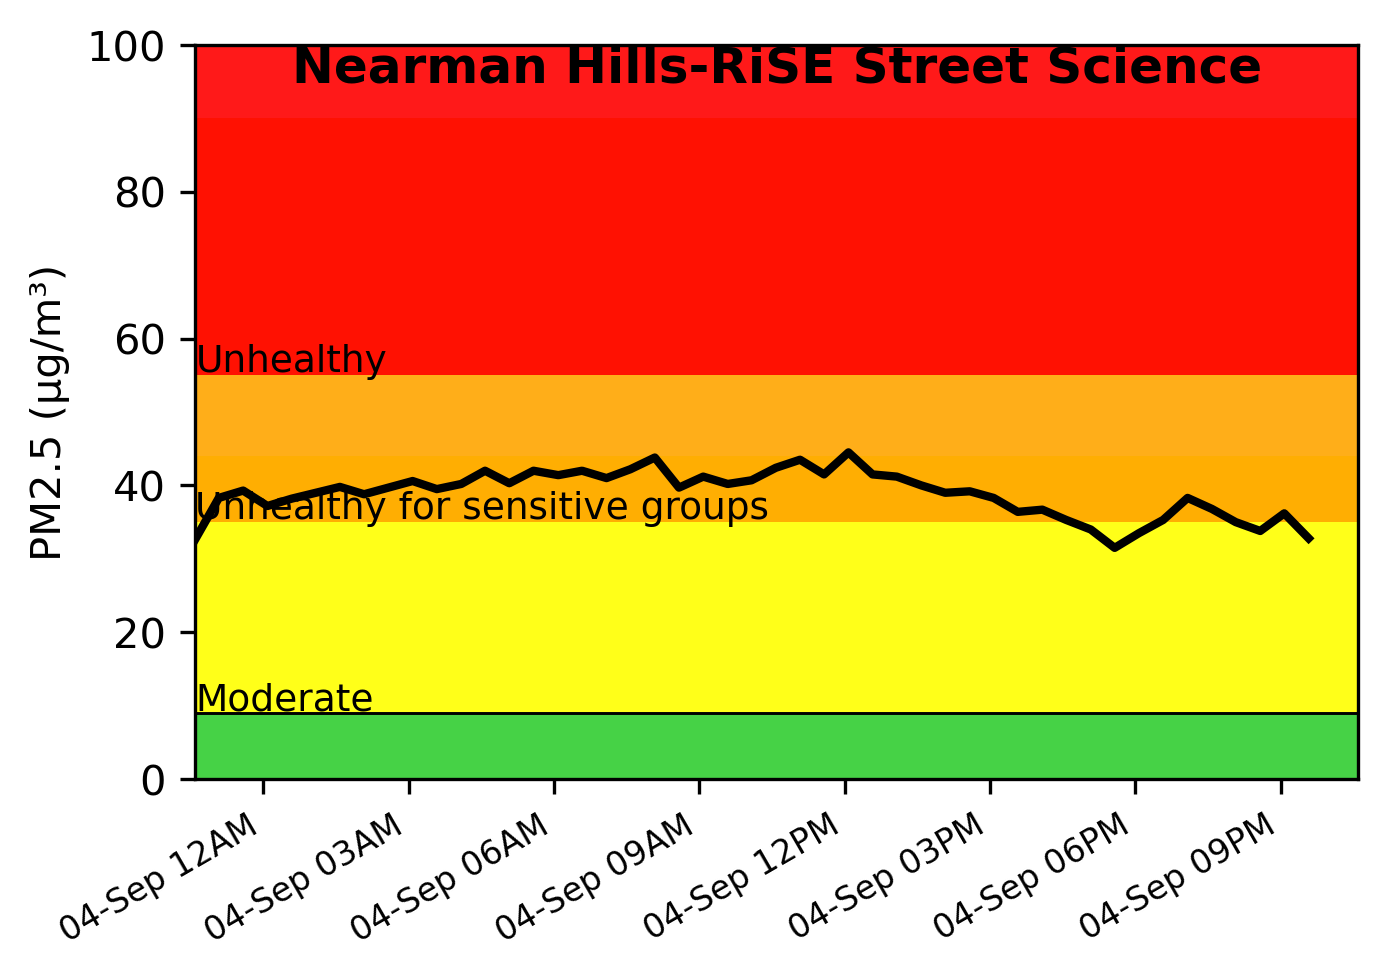 Nearman Hills-RiSE Street Science
PM2.5 (µg/m³)
100
80
60
40
20
0
Unhealthy
Unhealthy for sensitive groups
Moderate
04-Sep 12AM
04-Sep 03AM
04-Sep 06AM
04-Sep 09AM
04-Sep 12PM
04-Sep 03PM
04-Sep 06PM
04-Sep 09PM